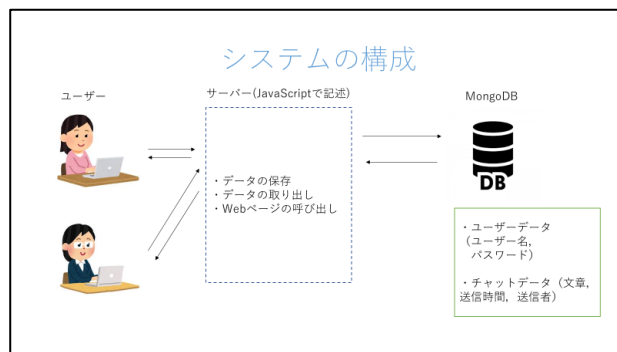 システムの構成
ユーザー
サーバー(JavaScriptで記述)
MongoDB
・データの保存
・データの取り出し
・Webページの呼び出し
DB
・ユーザーデータ
（ユーザー名,
パスワード）
・チャットデータ（文章,
送信時間, 送信者）